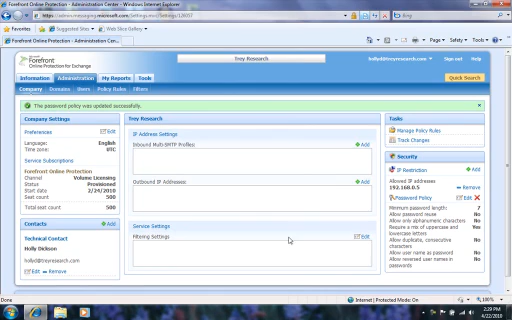 Forefront Online Protection - Administration Center - Windows Internet Explorer
https://admin.messaging.microsoft.com/Settings.mvc/Settings/12601?
Bing
Favorites
Suggested Sites
Web Slice Gallery
Forefront Online Protection - Administration Cen...
Page
Safety
Tools
Microsoft
Forefront
Online Protection for Exchange
Trey Research
hollyd@treyresearch.com
Sign out
Help
Information
Administration
My Reports
Tools
Quick Search
Company
Domains
Users
Policy Rules
Filters
The password policy was updated successfully.
Company Settings
Preferences
Edit
Language: English
Time zone: UTC
Service Subscriptions
Forefront Online Protection
Channel Volume Licensing
Status Provisioned
Start date 2/24/2010
Seat count 500
Total seat count 500
Contacts
Add
Technical Contact
Holly Dickson
hollyd@treyresearch.com
Edit
Remove
Trey Research
IP Address Settings
Inbound Multi-SMTP Profiles:
Add
Outbound IP Addresses:
Add
Service Settings
Filtering Settings
Edit
Tasks
Manage Policy Rules
Track Changes
Security
IP Restriction
Add
Allowed IP addresses
192.168.0.5
Remove
Password Policy
Edit
Minimum password length: 7
Allow password reuse No
Allow only alphanumeric characters No
Require a mix of uppercase and lowercase letters Yes
Allow duplicate, consecutive characters No
Allow user name as password No
Allow reversed user names in passwords No
Done
Internet | Protected Mode: On
100%
2:29 PM
4/22/2010